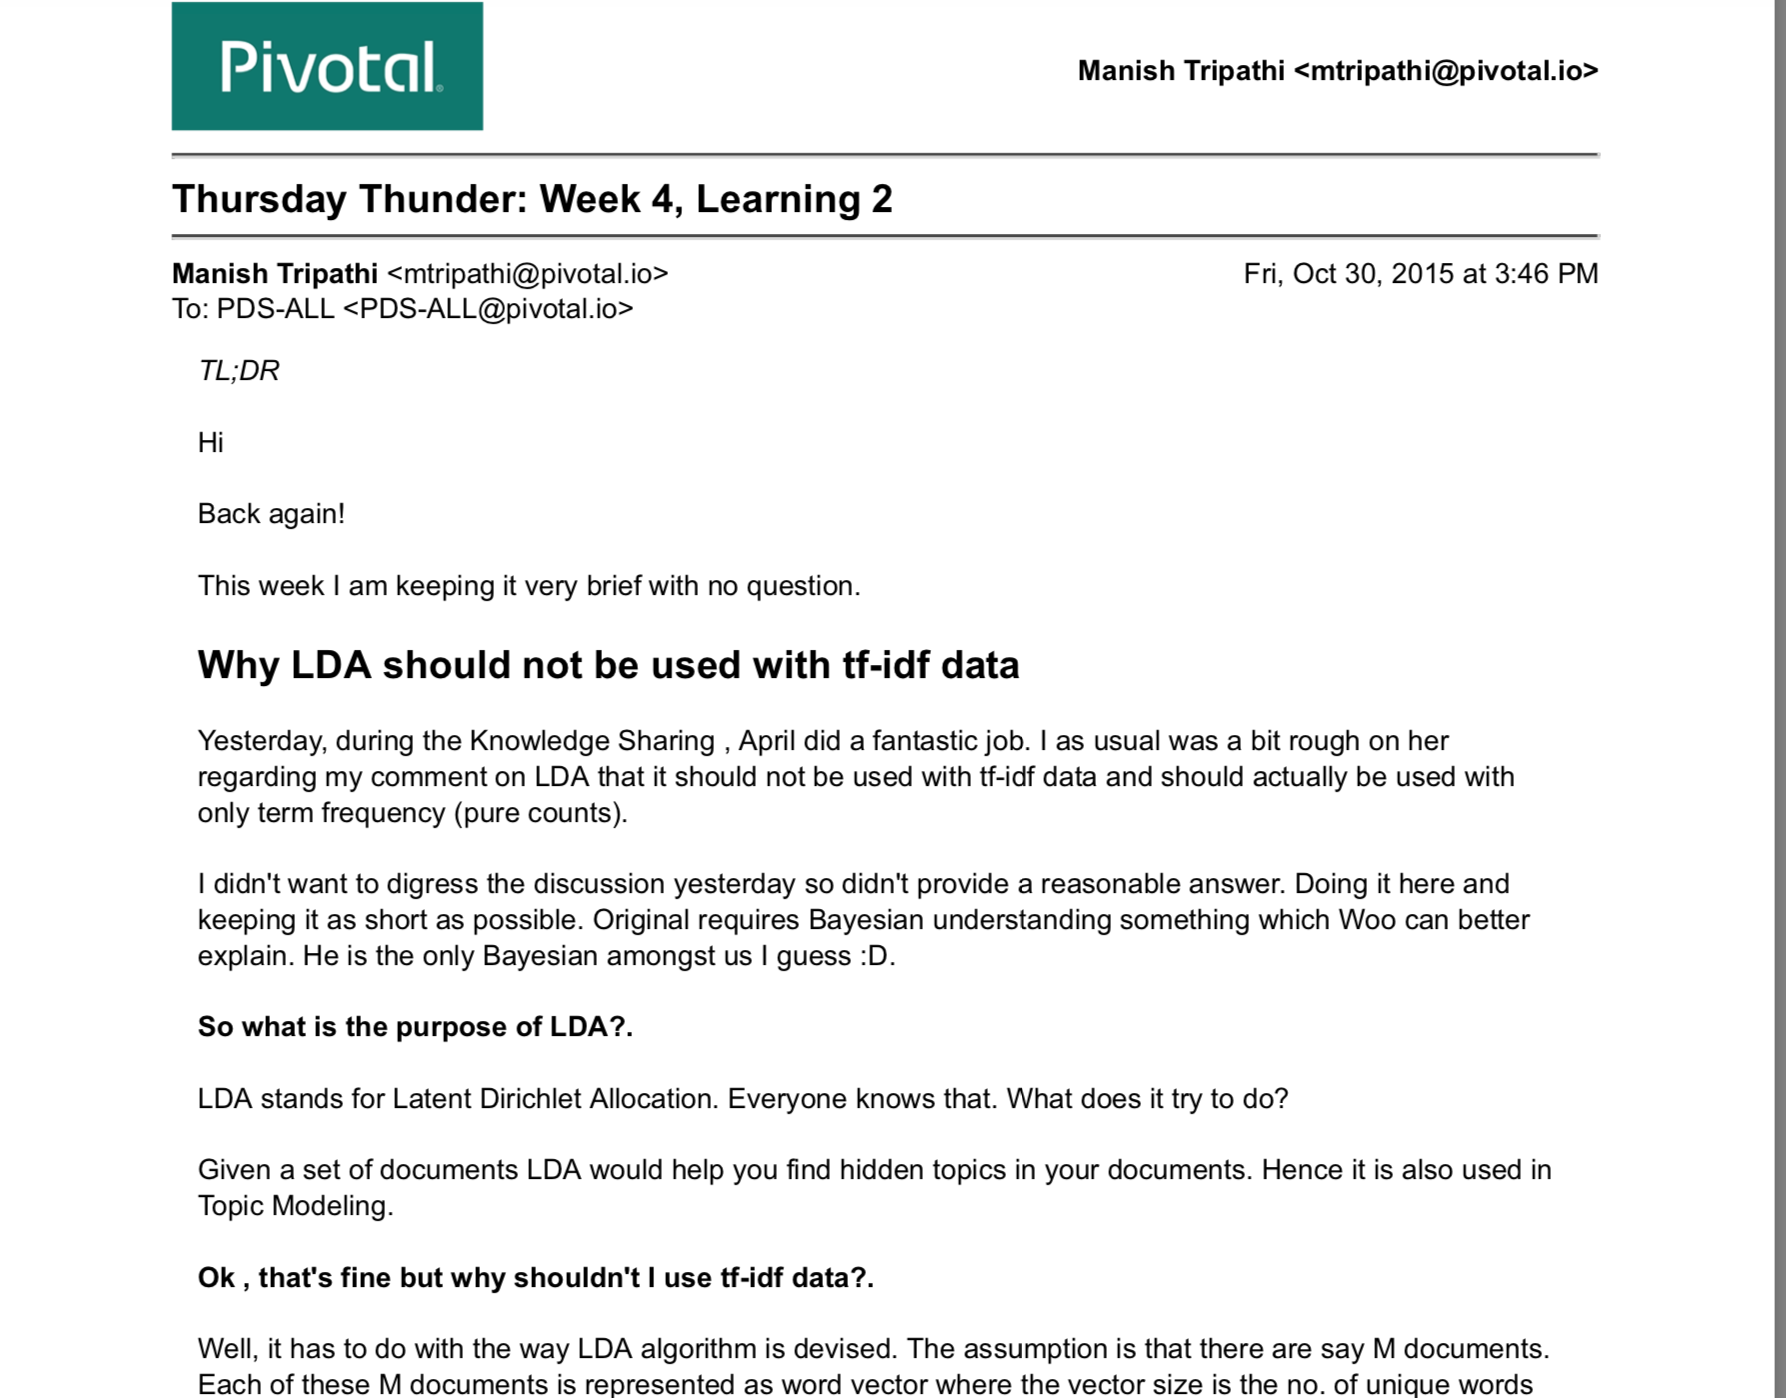 Pivotal
Manish Tripathi <mtripathi@pivotal.io>
Thursday Thunder: Week 4, Learning 2
Manish Tripathi <mtripathi@pivotal.io>
Fri, Oct 30, 2015 at 3:46 PM
To: PDS-ALL <PDS-ALL@pivotal.io>
TL;DR
Hi
Back again!
This week I am keeping it very brief with no question.
Why LDA should not be used with tf-idf data
Yesterday, during the Knowledge Sharing , April did a fantastic job. I as usual was a bit rough on her
regarding my comment on LDA that it should not be used with tf-idf data and should actually be used with
only term frequency (pure counts).
I didn't want to digress the discussion yesterday so didn't provide a reasonable answer. Doing it here and
keeping it as short as possible. Original requires Bayesian understanding something which Woo can better
explain. He is the only Bayesian amongst us I guess :D.
So what is the purpose of LDA?.
LDA stands for Latent Dirichlet Allocation. Everyone knows that. What does it try to do?
Given a set of documents LDA would help you find hidden topics in your documents. Hence it is also used in
Topic Modeling.
Ok , that's fine but why shouldn't I use tf-idf data?.
Well, it has to do with the way LDA algorithm is devised. The assumption is that there are say M documents.
Each of these M documents is represented as word vector where the vector size is the no. of unique words